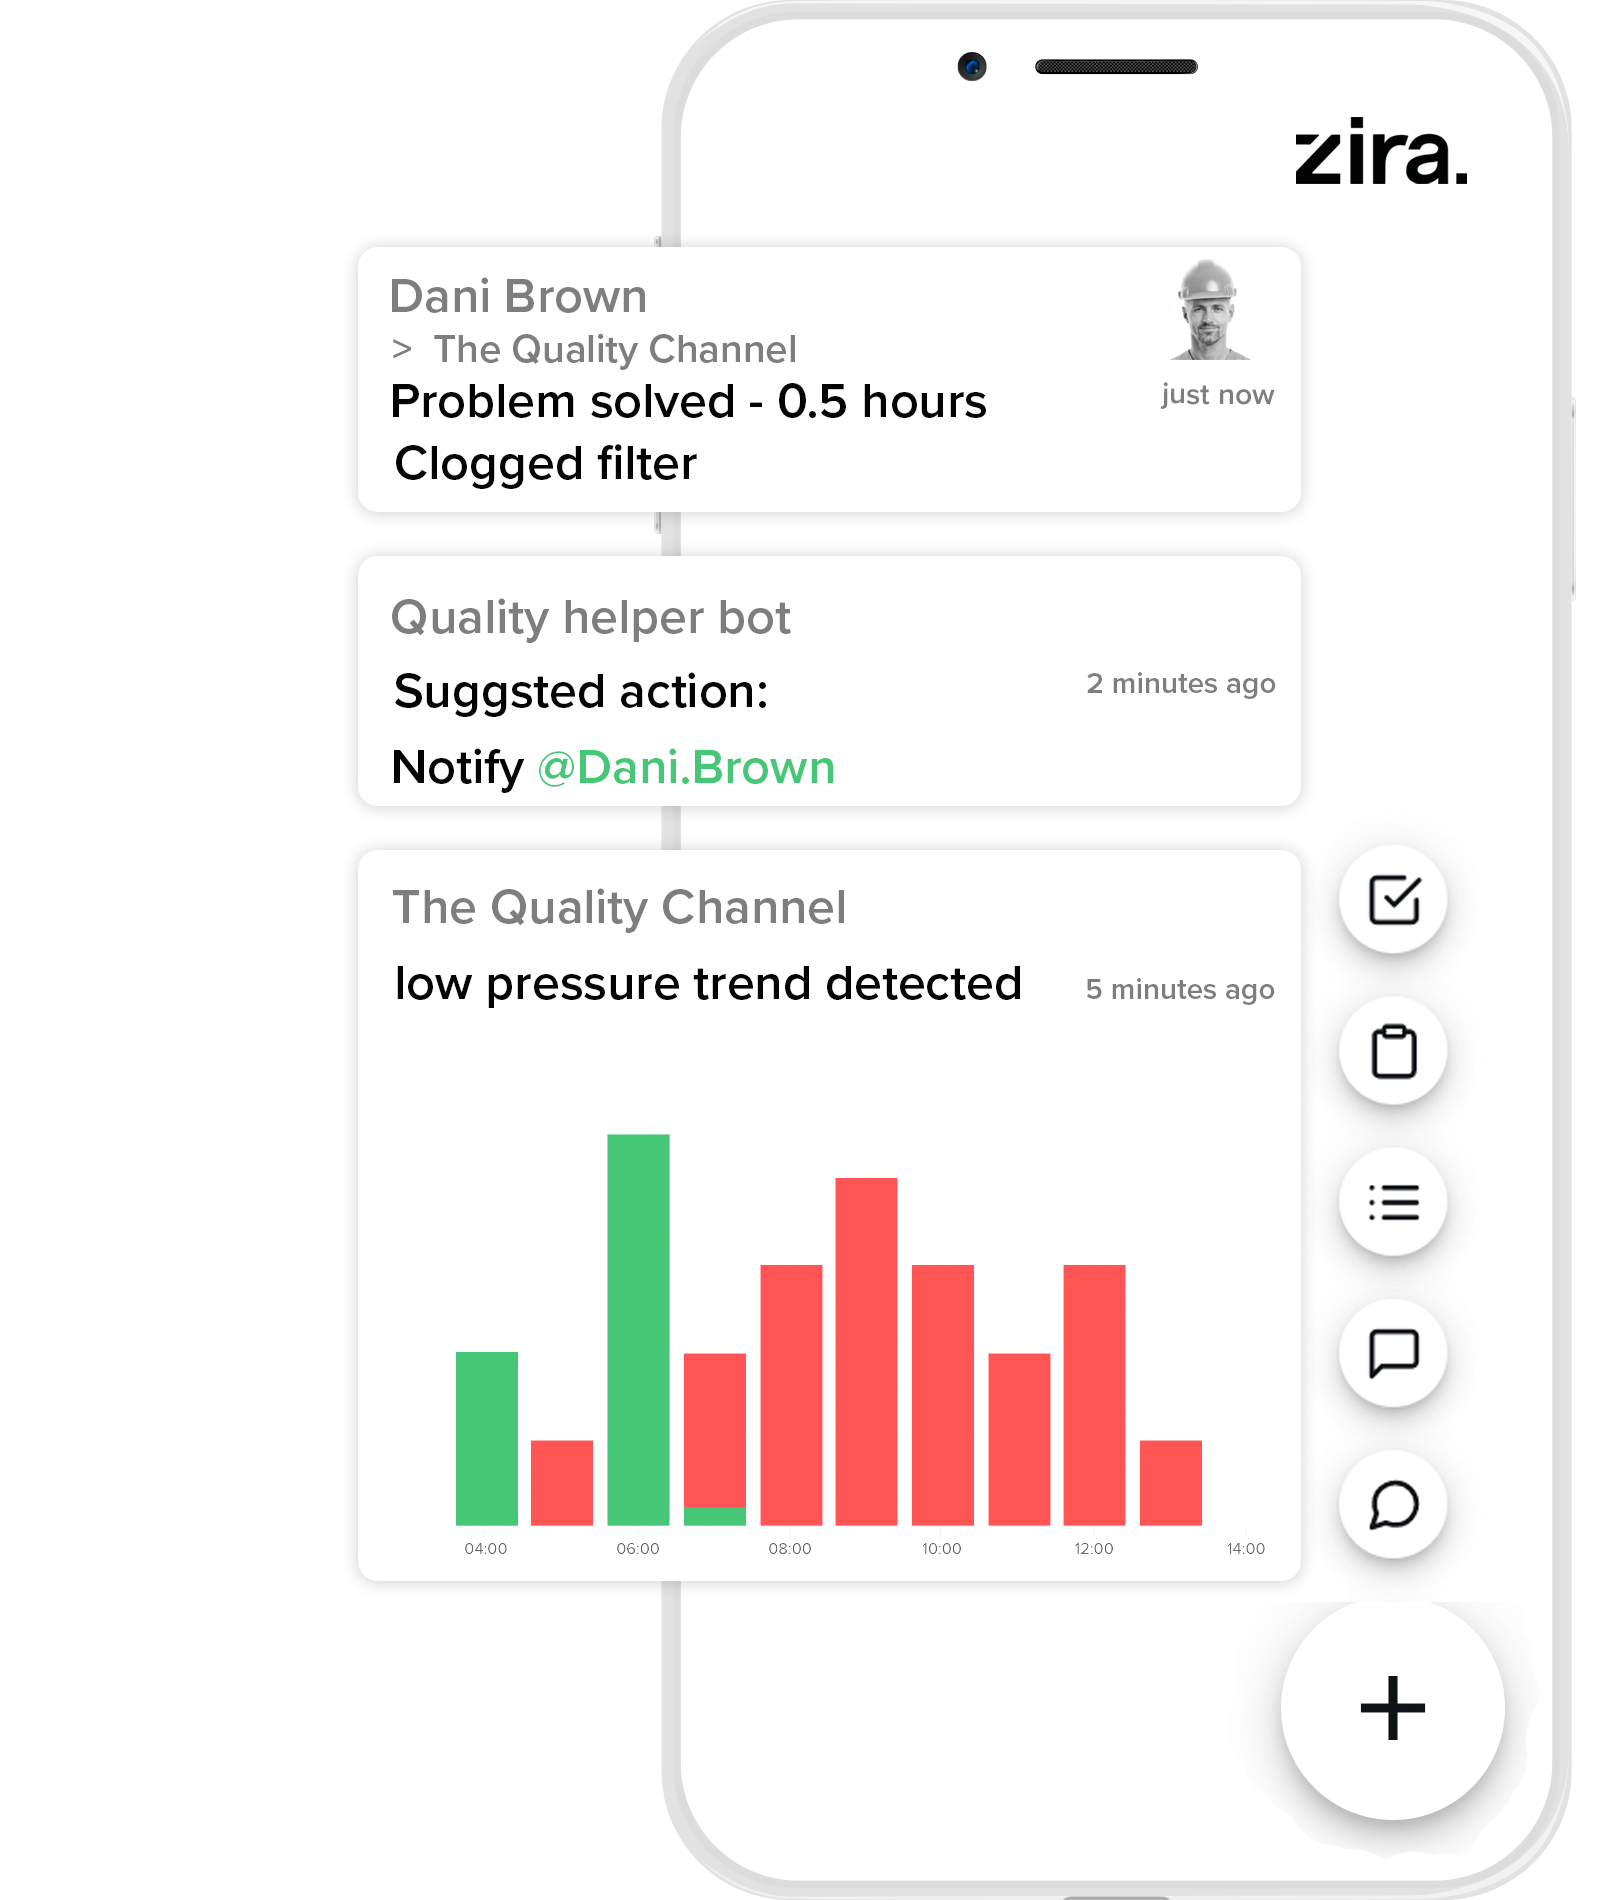 zira.
Dani Brown
> The Quality Channel
Problem solved - 0.5 hours
just now
Clogged filter
Quality helper bot
Suggsted action:
2 minutes ago
Notify @Dani.Brown
The Quality Channel
low pressure trend detected
5 minutes ago
04:00 06:00 08:00 10:00 12:00 14:00